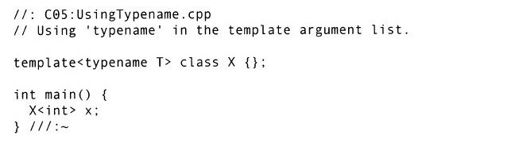 //: C05:UsingTypename.cpp
// Using 'typename' in the template argument list.
template<typename T> class X {};
int main() {
  X<int> x;
} ///:~